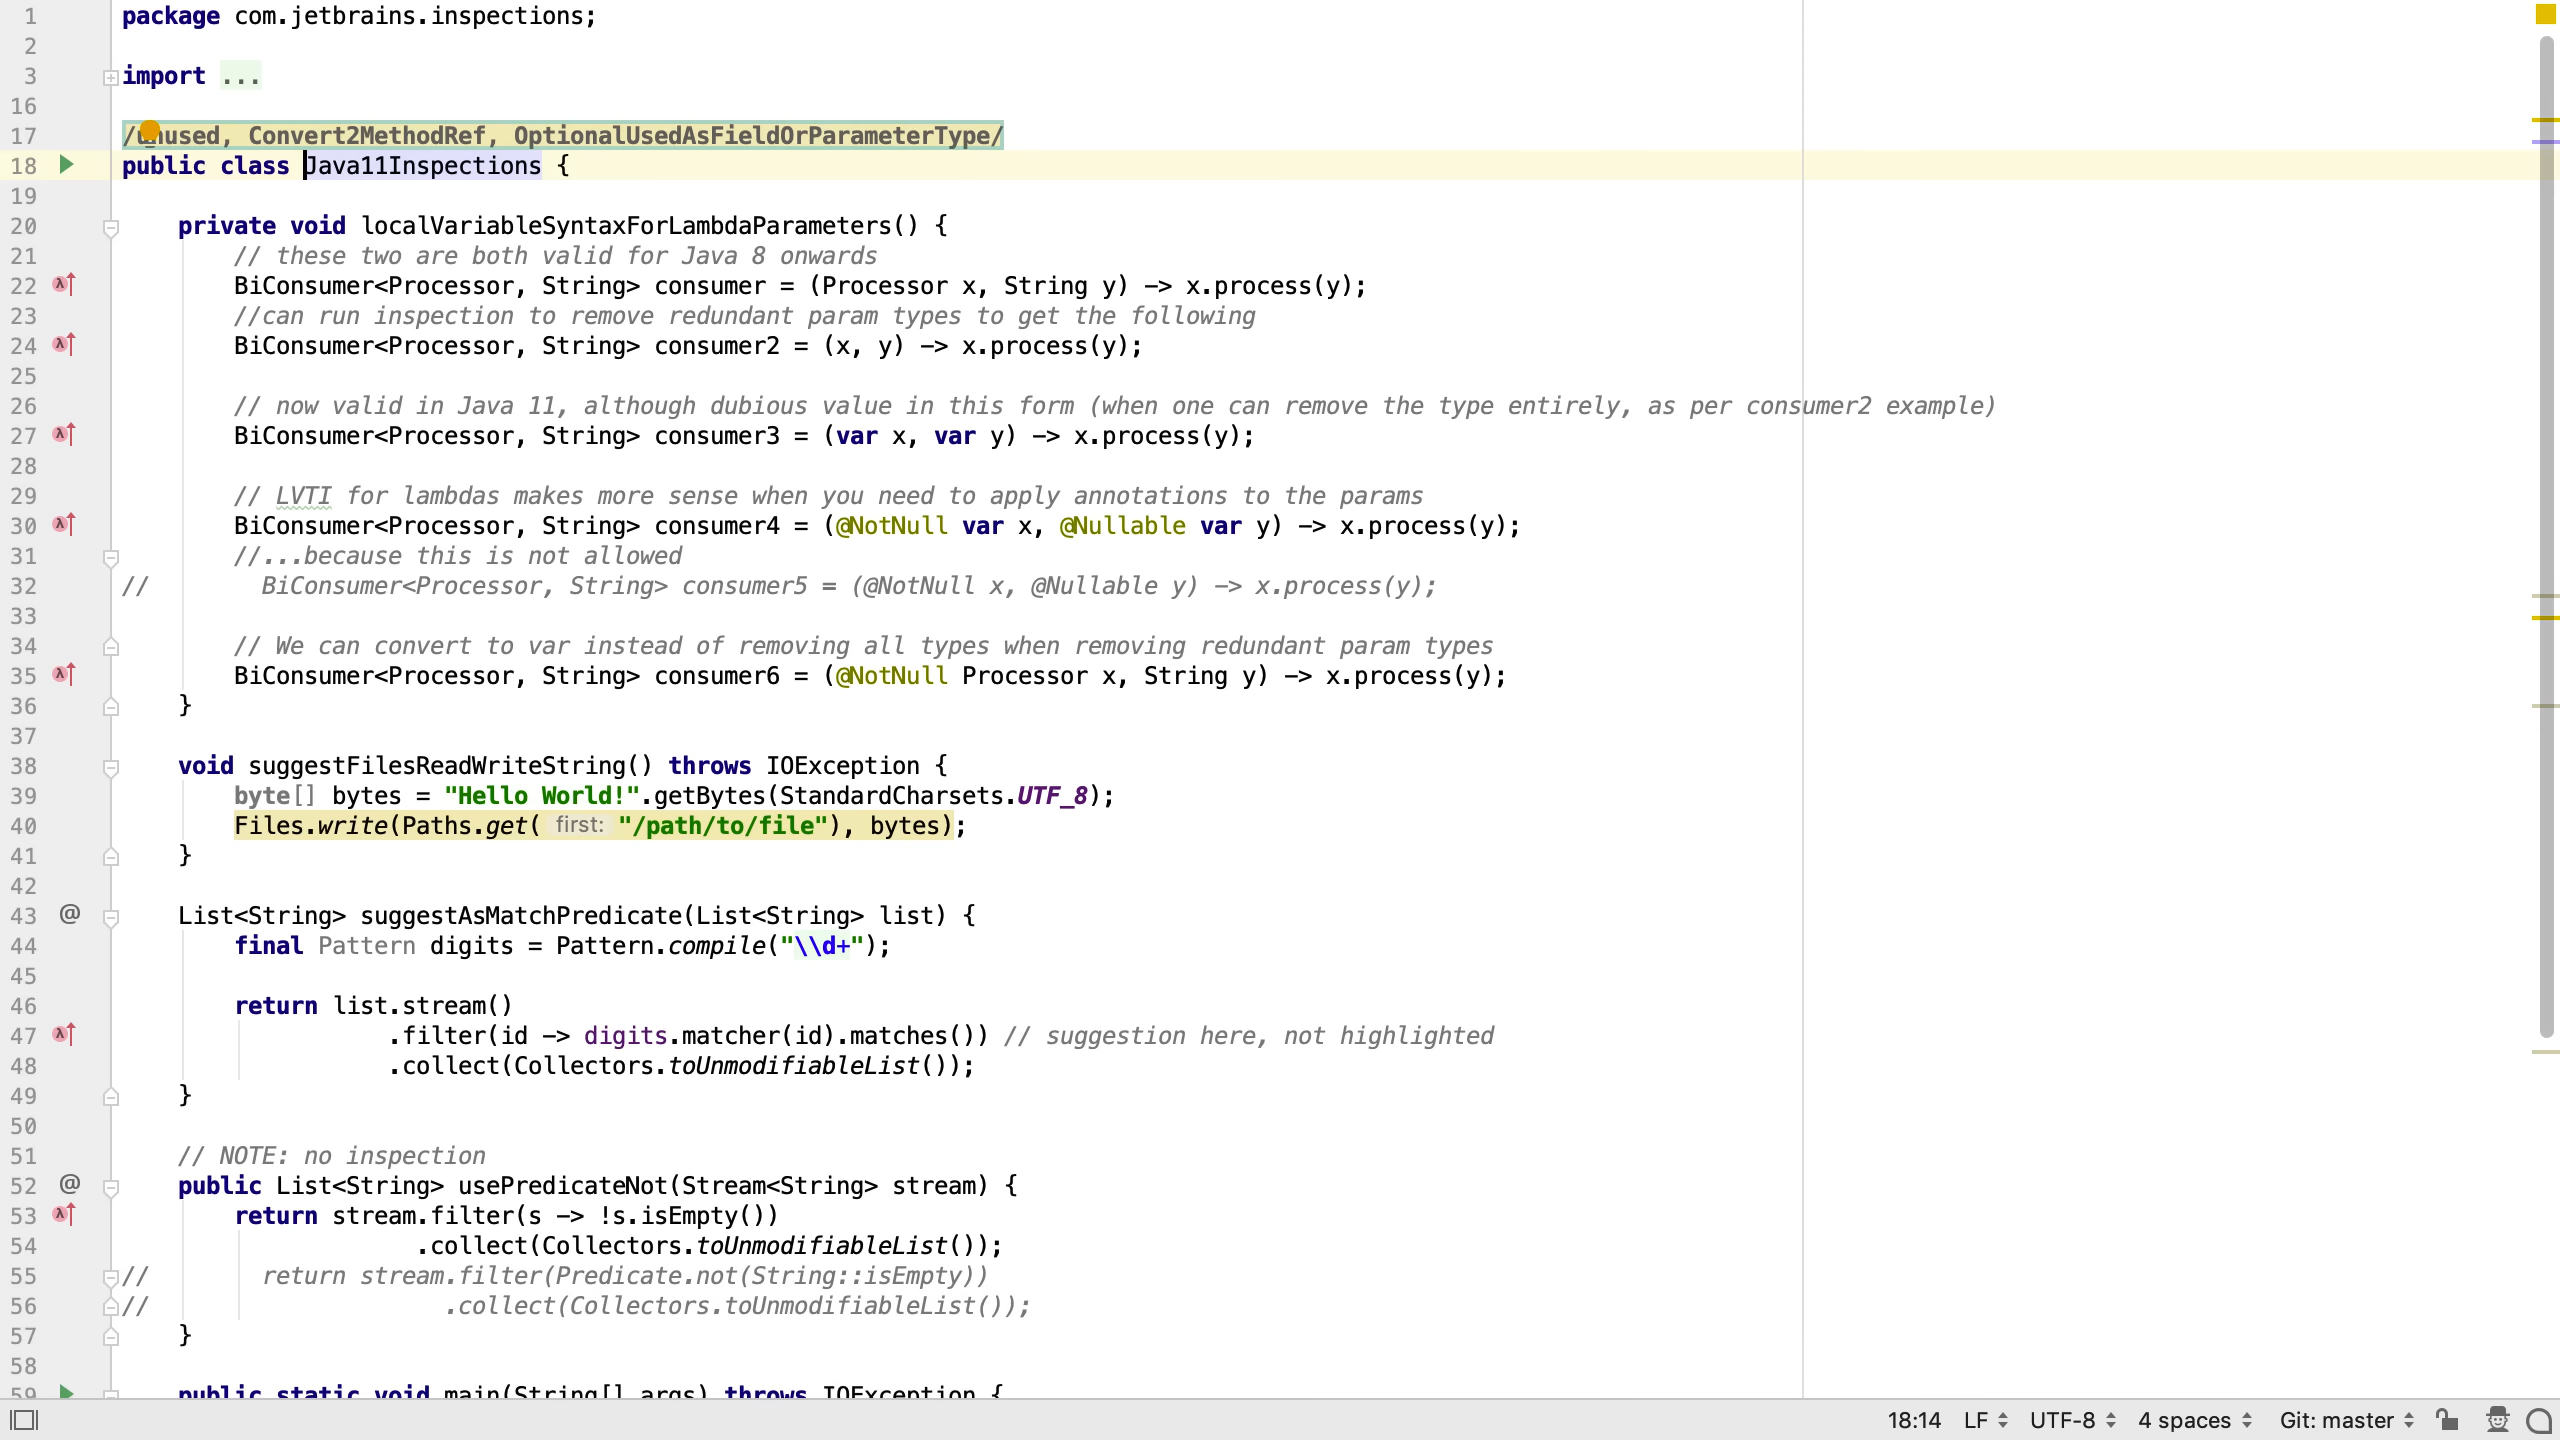 1 package com.jetbrains.inspections;
2
3 import ...
16
17 /unused, Convert2MethodRef, OptionalUsedAsFieldOrParameterType/
18 public class Java11Inspections {
19
20 private void localVariableSyntaxForLambdaParameters() {
21 // these two are both valid for Java 8 onwards
22 BiConsumer<Processor, String> consumer = (Processor x, String y) -> x.process(y);
23 //can run inspection to remove redundant param types to get the following
24 BiConsumer<Processor, String> consumer2 = (x, y) -> x.process(y);
25
26 // now valid in Java 11, although dubious value in this form (when one can remove the type entirely, as per consumer2 example)
27 BiConsumer<Processor, String> consumer3 = (var x, var y) -> x.process(y);
28
29 // LVTI for lambdas makes more sense when you need to apply annotations to the params
30 BiConsumer<Processor, String> consumer4 = (@NotNull var x, @Nullable var y) -> x.process(y);
31 //...because this is not allowed
32 // BiConsumer<Processor, String> consumer5 = (@NotNull x, @Nullable y) -> x.process(y);
33
34 // We can convert to var instead of removing all types when removing redundant param types
35 BiConsumer<Processor, String> consumer6 = (@NotNull Processor x, String y) -> x.process(y);
36 }
37
38 void suggestFilesReadWriteString() throws IOException {
39 byte[] bytes = "Hello World!".getBytes(StandardCharsets.UTF_8);
40 Files.write(Paths.get( first: "/path/to/file"), bytes);
41 }
42
43 @ List<String> suggestAsMatchPredicate(List<String> list) {
44 final Pattern digits = Pattern.compile("\\d+");
45
46 return list.stream()
47 .filter(id -> digits.matcher(id).matches()) // suggestion here, not highlighted
48 .collect(Collectors.toUnmodifiableList());
49 }
50
51 // NOTE: no inspection
52 @ public List<String> usePredicateNot(Stream<String> stream) {
53 return stream.filter(s -> !s.isEmpty())
54 .collect(Collectors.toUnmodifiableList());
55 // return stream.filter(Predicate.not(String::isEmpty))
56 // .collect(Collectors.toUnmodifiableList());
57 }
58
59 public static void main(String[] args) throws IOException {
18:14 LF UTF-8 4 spaces Git: master